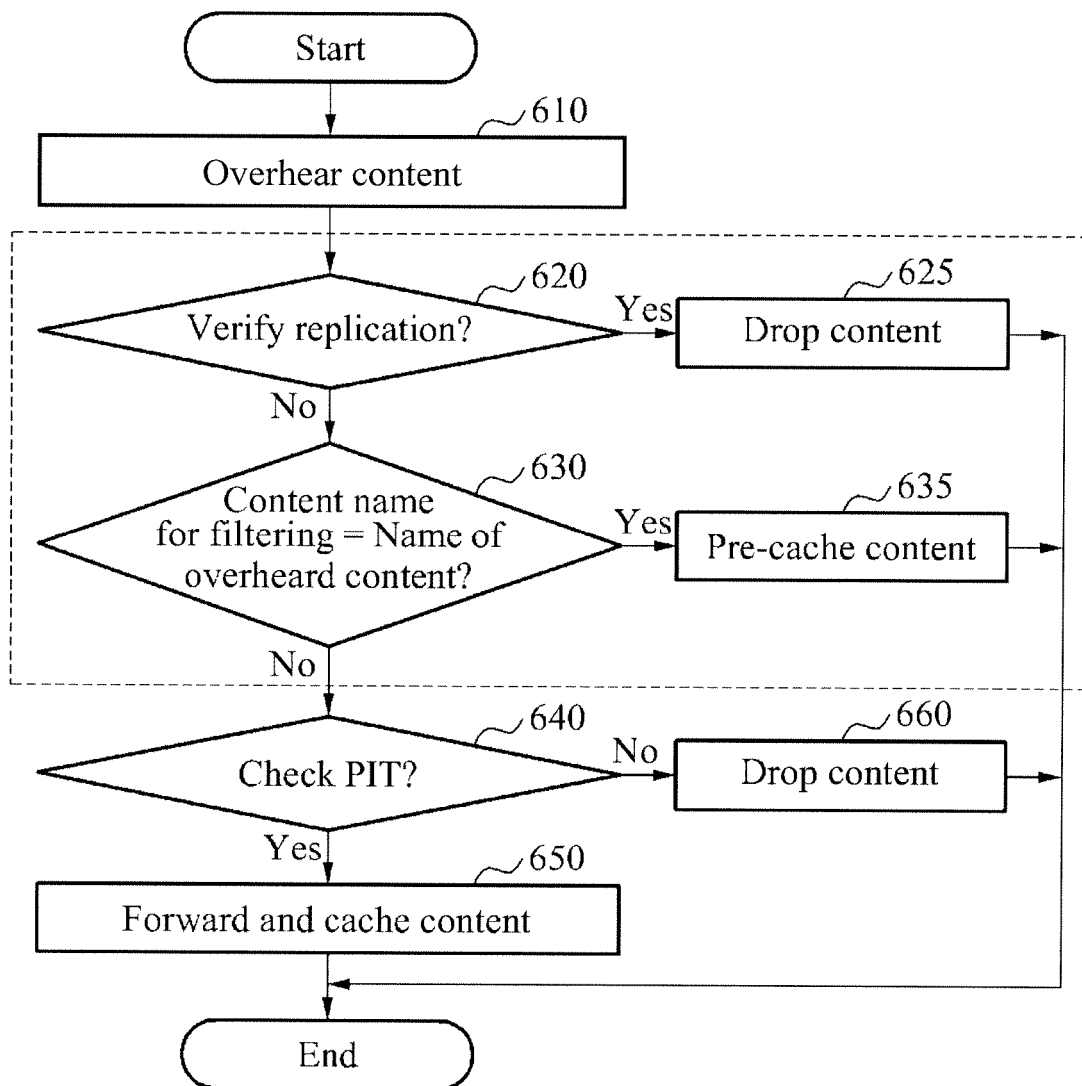 Start
610
Overhear content
620
Verify replication?
Yes
625
Drop content
No
630
Content name
for filtering = Name of
overheard content?
Yes
635
Pre-cache content
No
640
Check PIT?
No
660
Drop content
Yes
650
Forward and cache content
End